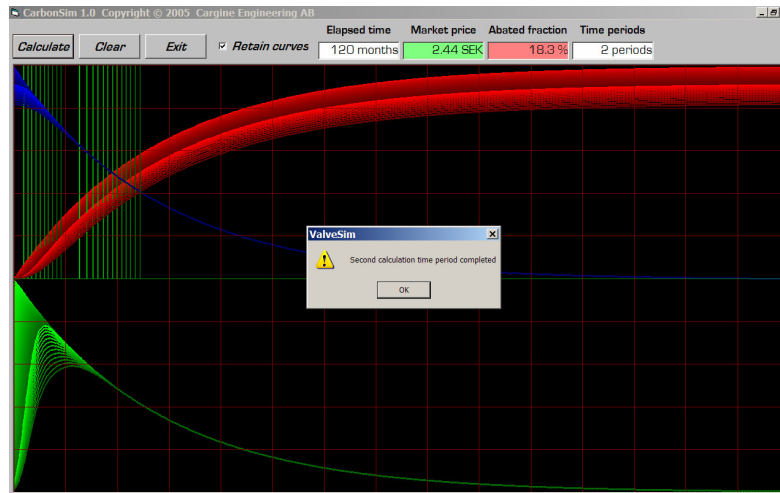 CarbonSim 1.0 Copyright © 2005 Cargine Engineering AB
Elapsed time Market price Abated fraction Time periods
Calculate Clear Exit Retain curves 120 months 2.44 SEK 18.3 % 2 periods
ValveSim
Second calculation time period completed
OK